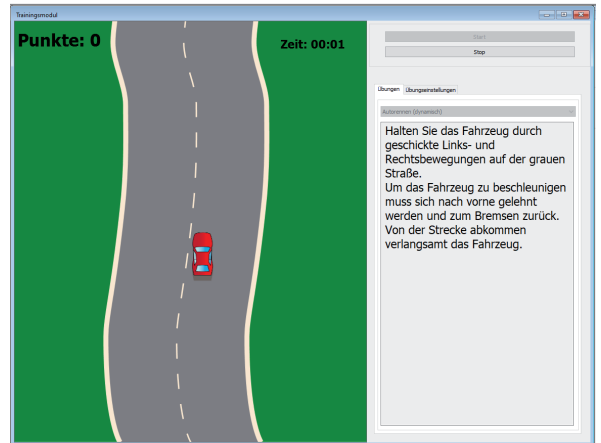 Trainingsmodul
Punkte: 0
Zeit: 00:01
Start
Stop
Übungen
Übungseinstellungen
Autorennen (dynamisch)
Halten Sie das Fahrzeug durch
geschickte Links- und
Rechtsbewegungen auf der grauen
Straße.
Um das Fahrzeug zu beschleunigen
muss sich nach vorne gelehnt
werden und zum Bremsen zurück.
Von der Strecke abkommen
verlangsamt das Fahrzeug.